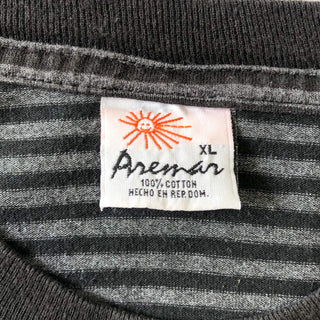 XL
Aremar
100% COTTON
HECHO EN REP. DOM.